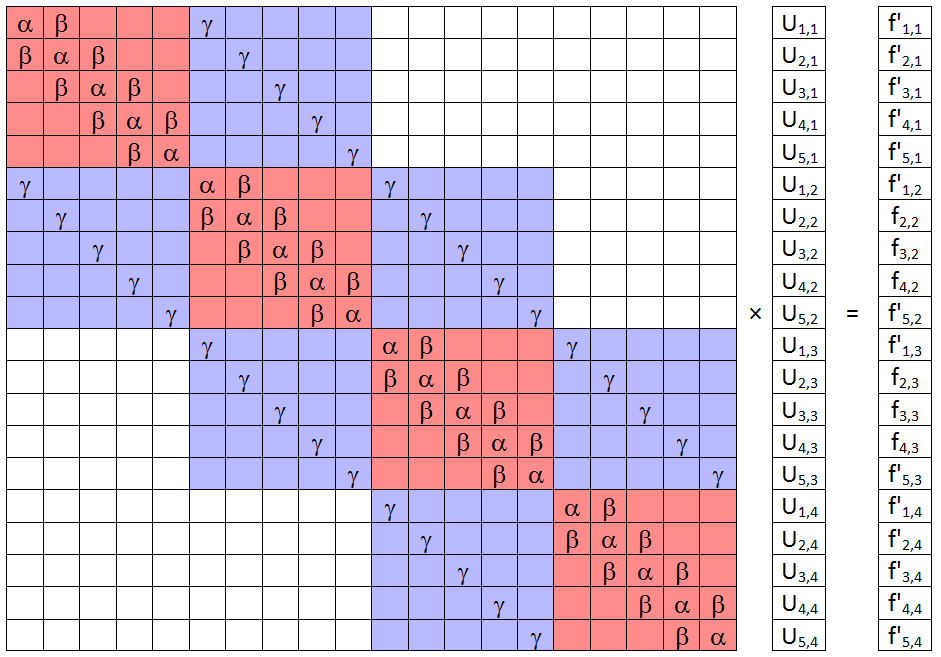 α β γ U1,1 f'1,1
β α β γ U2,1 f'2,1
β α β γ U3,1 f'3,1
β α β γ U4,1 f'4,1
β α γ U5,1 f'5,1
γ α β γ U1,2 f'1,2
γ β α β γ U2,2 f2,2
γ β α β γ U3,2 f3,2
γ β α β γ U4,2 f4,2
γ β α γ × U5,2 = f'5,2
γ α β γ U1,3 f'1,3
γ β α β γ U2,3 f2,3
γ β α β γ U3,3 f3,3
γ β α β γ U4,3 f4,3
γ β α γ U5,3 f'5,3
γ α β U1,4 f'1,4
γ β α β U2,4 f'2,4
γ β α β U3,4 f'3,4
γ β α β U4,4 f'4,4
γ β α U5,4 f'5,4